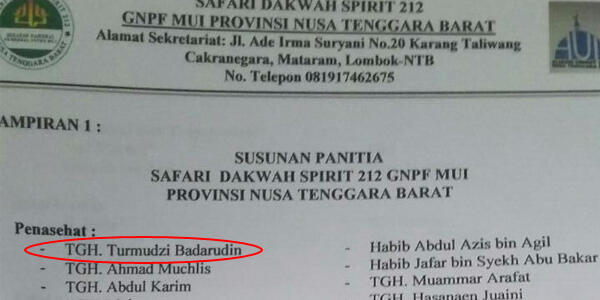 SAFARI DAKWAH SPIRIT 212
GNPF MUI PROVINSI NUSA TENGGARA BARAT
Alamat Sekretariat: Jl. Ade Irma Suryani No.20 Karang Taliwang
Cakranegara, Mataram, Lombok-NTB
No. Telepon 081917462675
AMPIRAN 1 :
SUSUNAN PANITIA
SAFARI DAKWAH SPIRIT 212 GNPF MUI
PROVINSI NUSA TENGGARA BARAT
Penasehat :
- TGH. Turmudzi Badarudin
- TGH. Ahmad Muchlis
- TGH. Abdul Karim
- Habib Abdul Azis bin Agil
- Habib Jafar bin Syekh Abu Bakar
- TGH. Muammar Arafat
TGH. Hasanaen Juaini